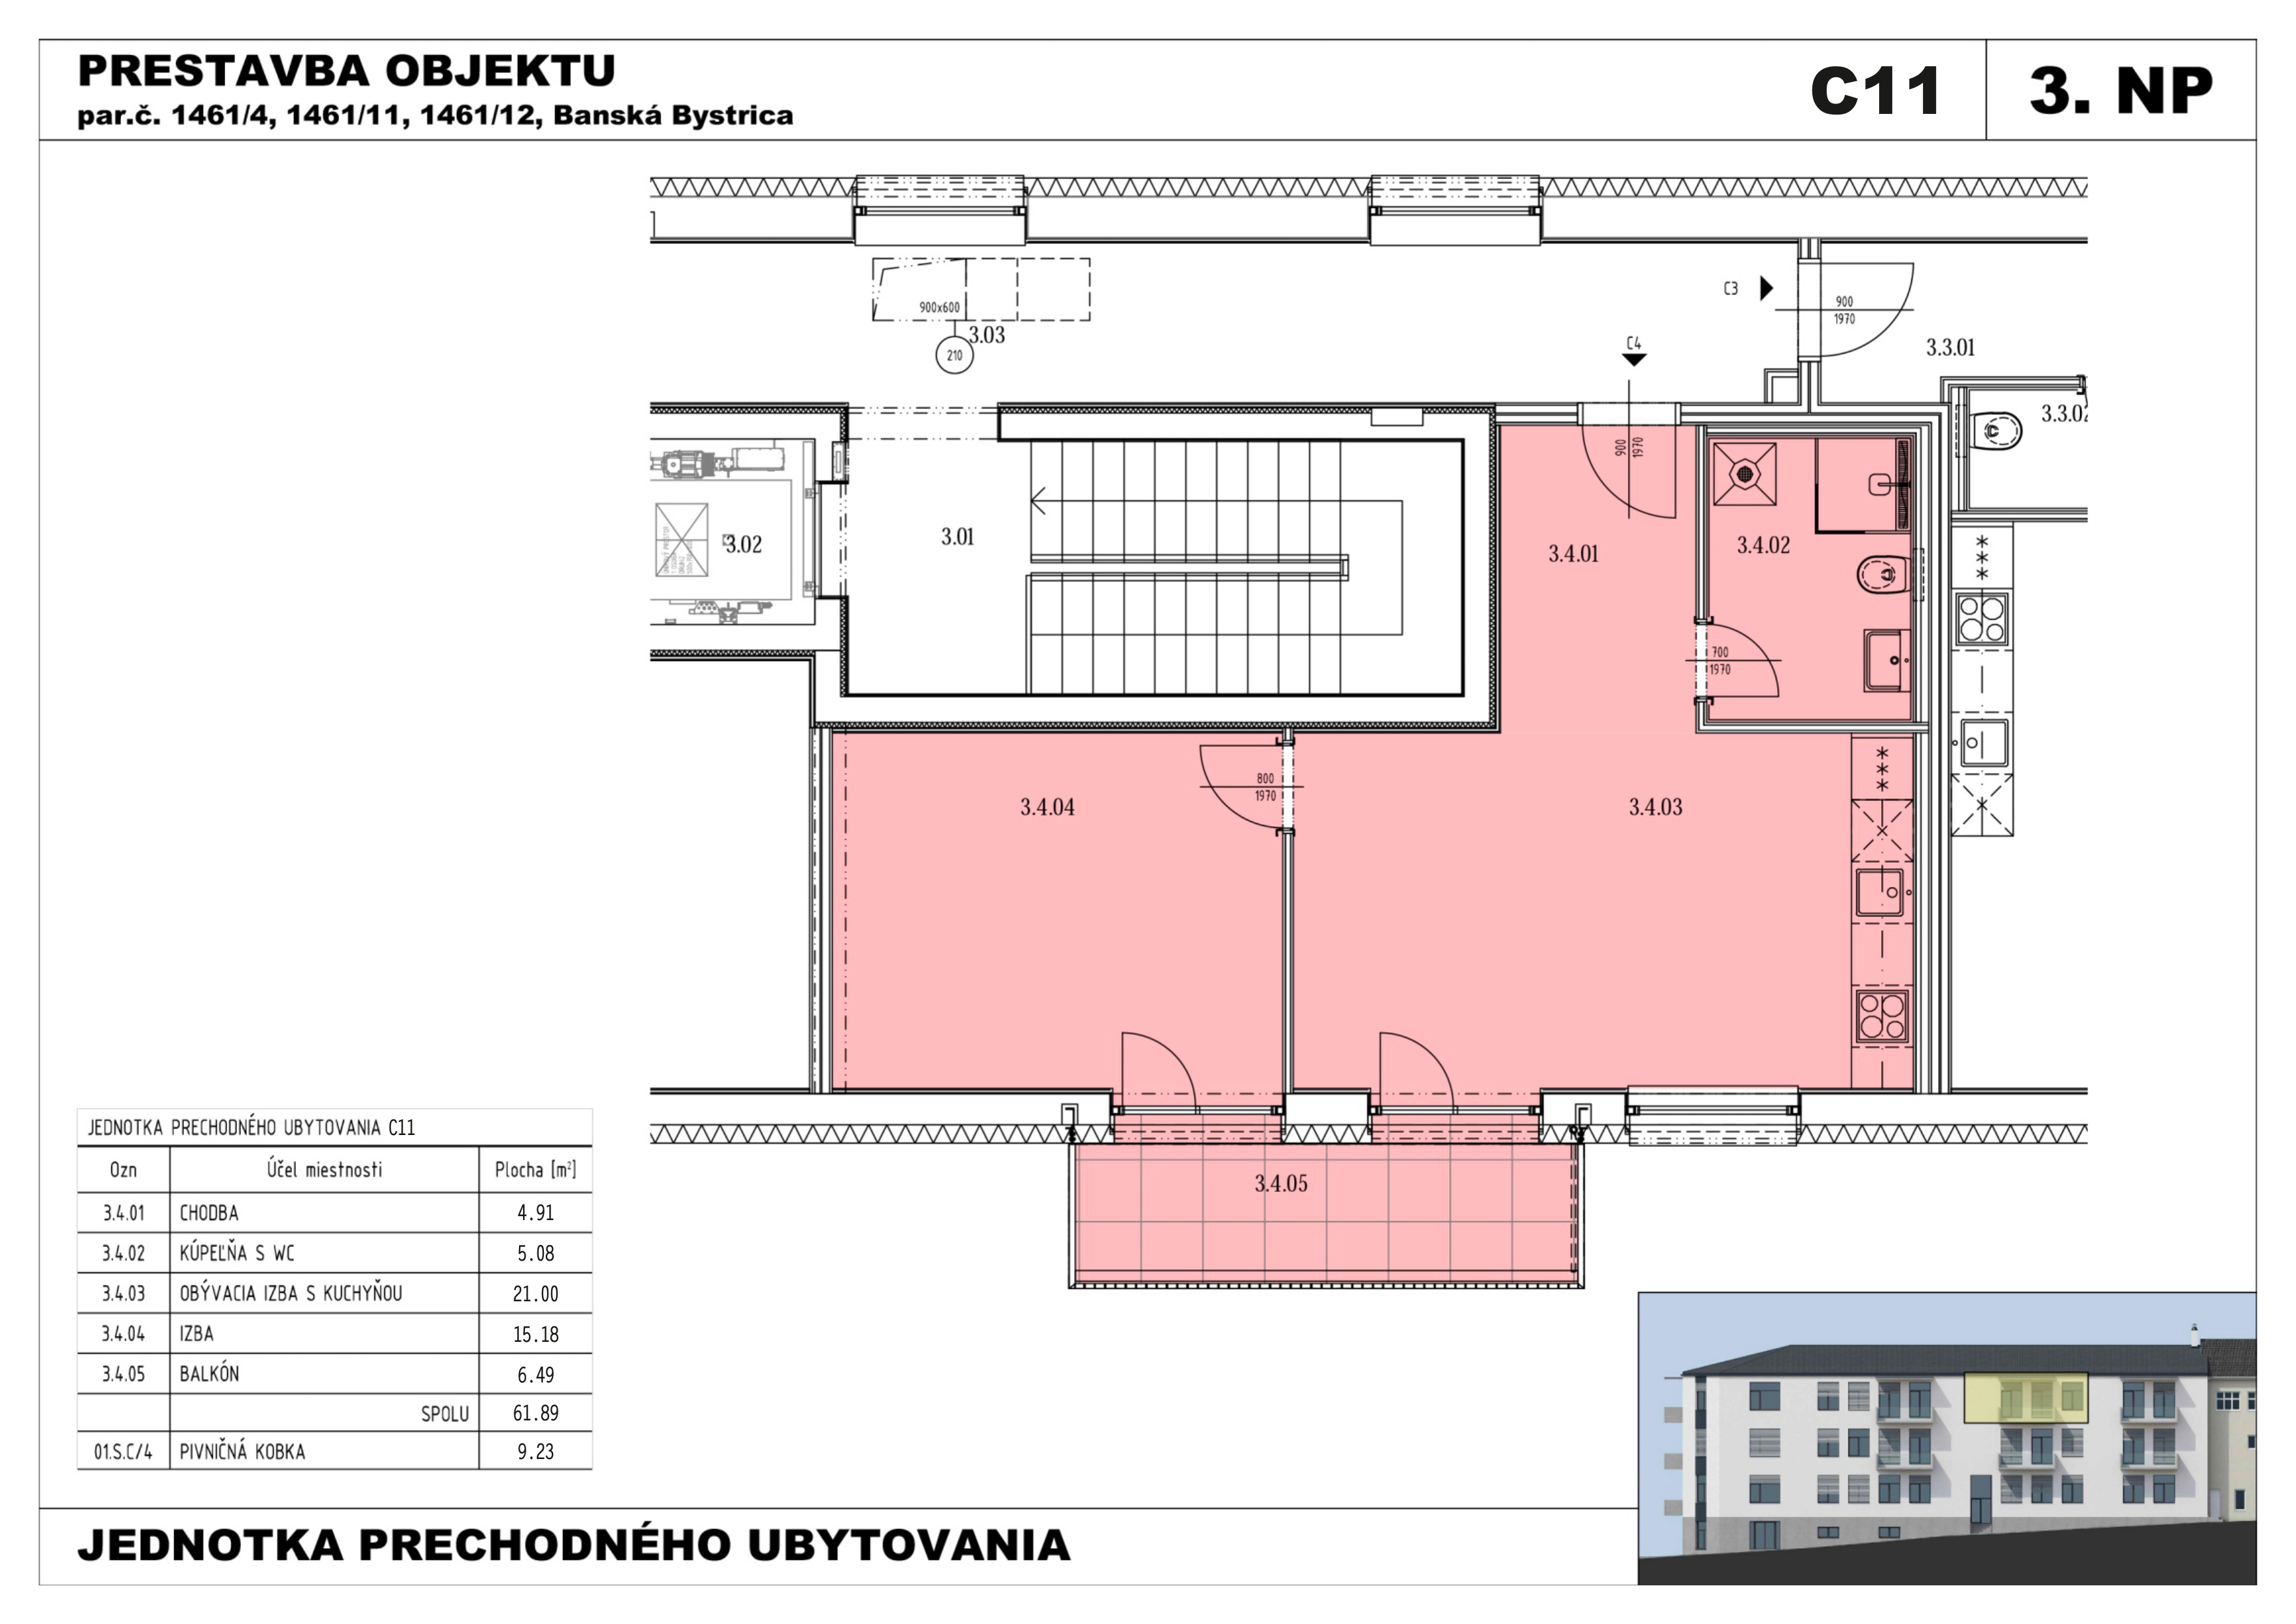 PRESTAVBA OBJEKTU
par.č. 1461/4, 1461/11, 1461/12, Banská Bystrica
C11
3. NP
900x600
3.03
210
C3
900
1970
3.3.01
C4
3.3.02
900
1970
3.02
3.01
3.4.01
3.4.02
700
1970
800
1970
3.4.04
3.4.03
3.4.05
JEDNOTKA PRECHODNÉHO UBYTOVANIA C11
Ozn Účel miestnosti Plocha [m²]
3.4.01 CHODBA 4.91
3.4.02 KÚPEĽŇA S WC 5.08
3.4.03 OBÝVACIA IZBA S KUCHYŇOU 21.00
3.4.04 IZBA 15.18
3.4.05 BALKÓN 6.49
SPOLU 61.89
01.S.C/4 PIVNIČNÁ KOBKA 9.23
JEDNOTKA PRECHODNÉHO UBYTOVANIA